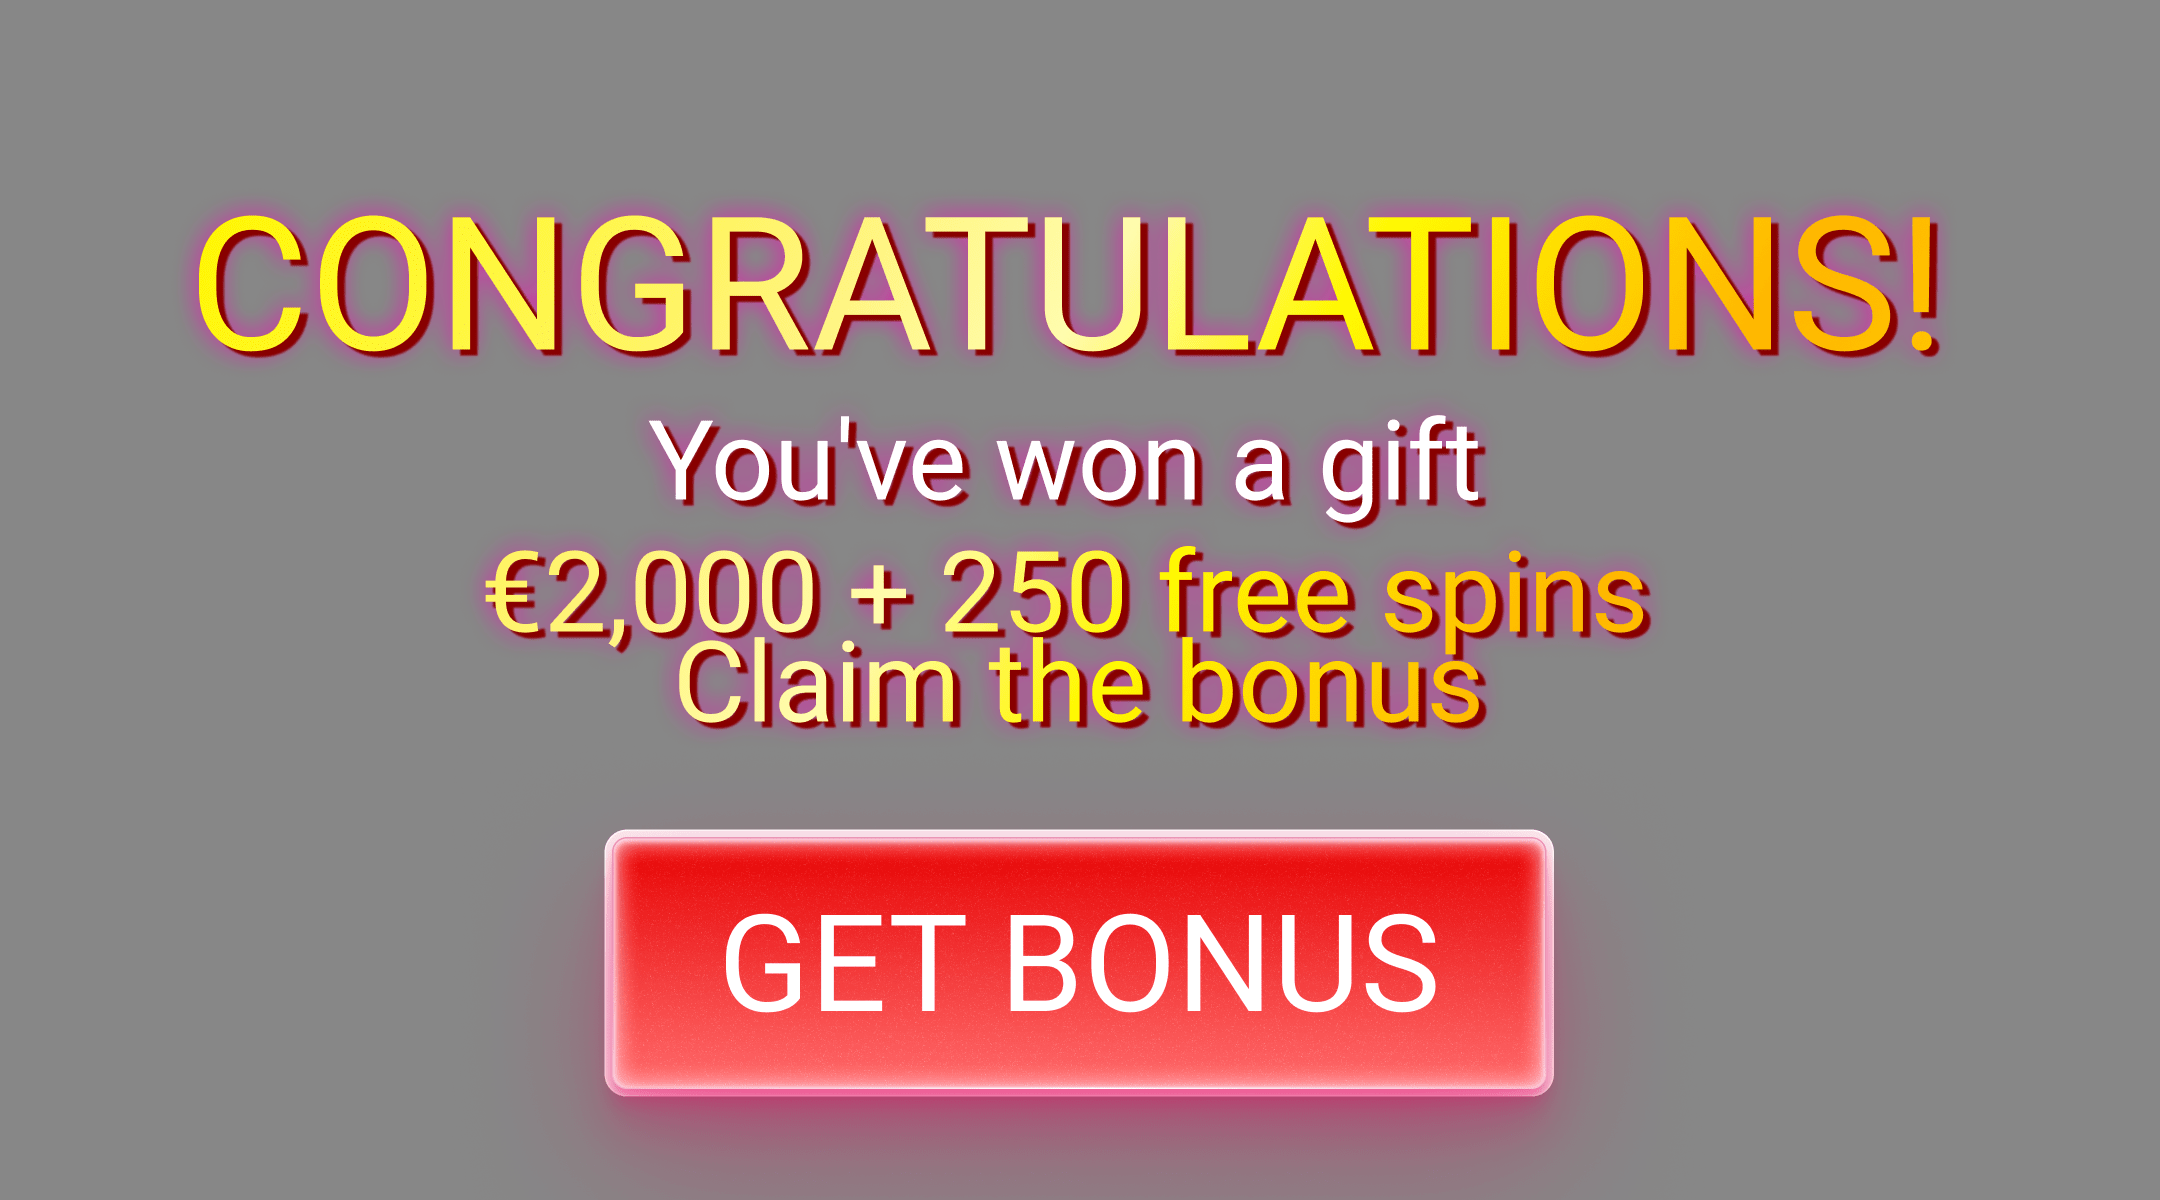 CONGRATULATIONS!
You've won a gift
€2,000 + 250 free spins
Claim the bonus
GET BONUS